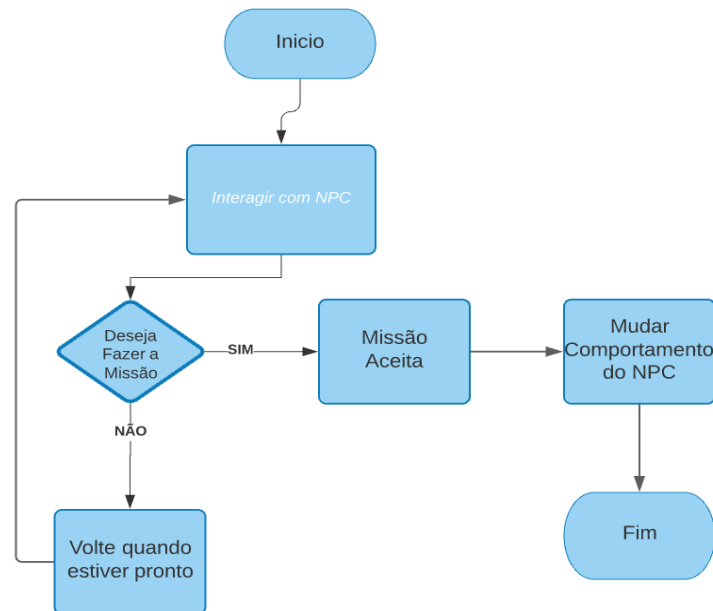 Inicio
Interagir com NPC
Deseja
Fazer a
Missão
SIM
Missão
Aceita
Mudar
Comportamento
do NPC
NÃO
Volte quando
estiver pronto
Fim